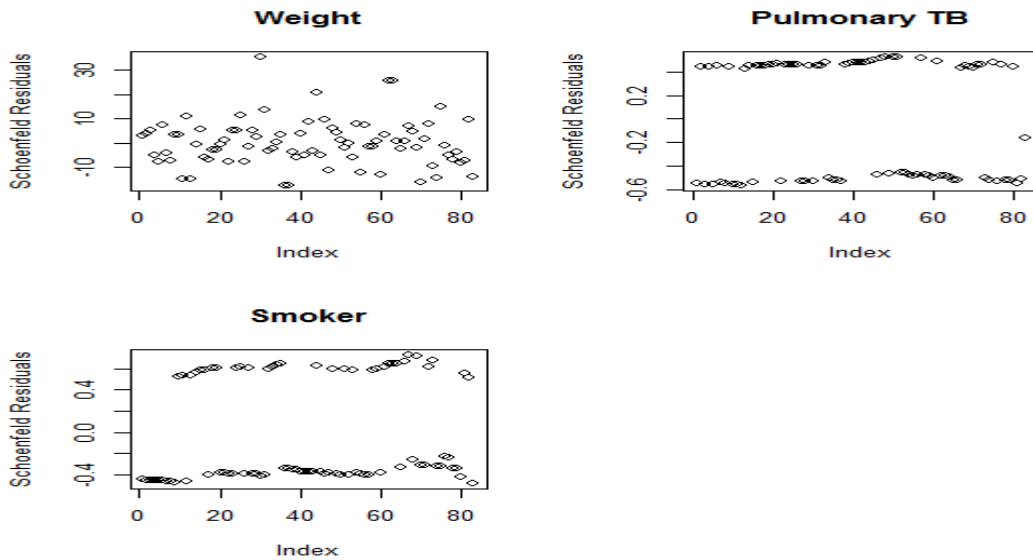 Weight
Schoenfeld Residuals
30
10
-10
0 20 40 60 80
Index
Pulmonary TB
Schoenfeld Residuals
0.2
-0.2
-0.6
0 20 40 60 80
Index
Smoker
Schoenfeld Residuals
0.4
0.0
-0.4
0 20 40 60 80
Index